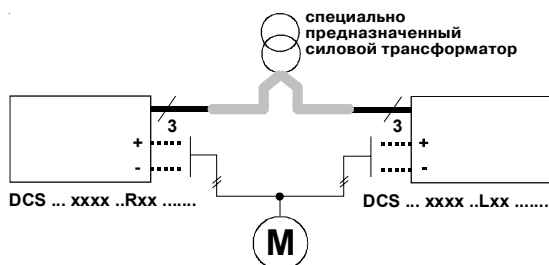 специально
предназначенный
силовой трансформатор
3
3
+
+
-
-
DCS ... xxxx ..Rxx .......
DCS ... xxxx ..Lxx .......
M